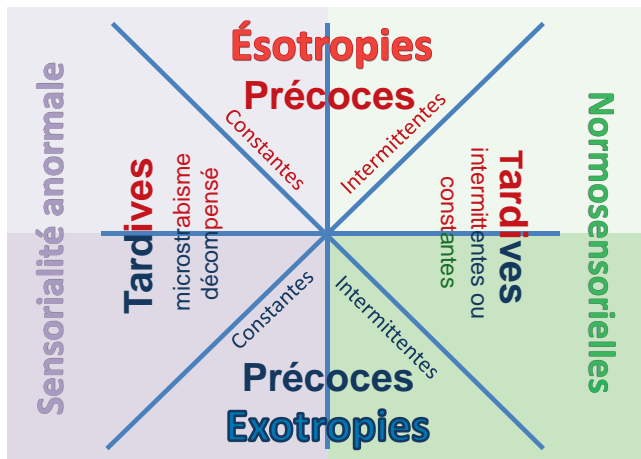 Ésotropies
Précoces
Constantes
Intermittentes
Sensorialité anormale
Tardives
microstrabisme
décompensé
Tardives
intermittentes ou
constantes
Normosensorielles
Constantes
Intermittentes
Précoces
Exotropies